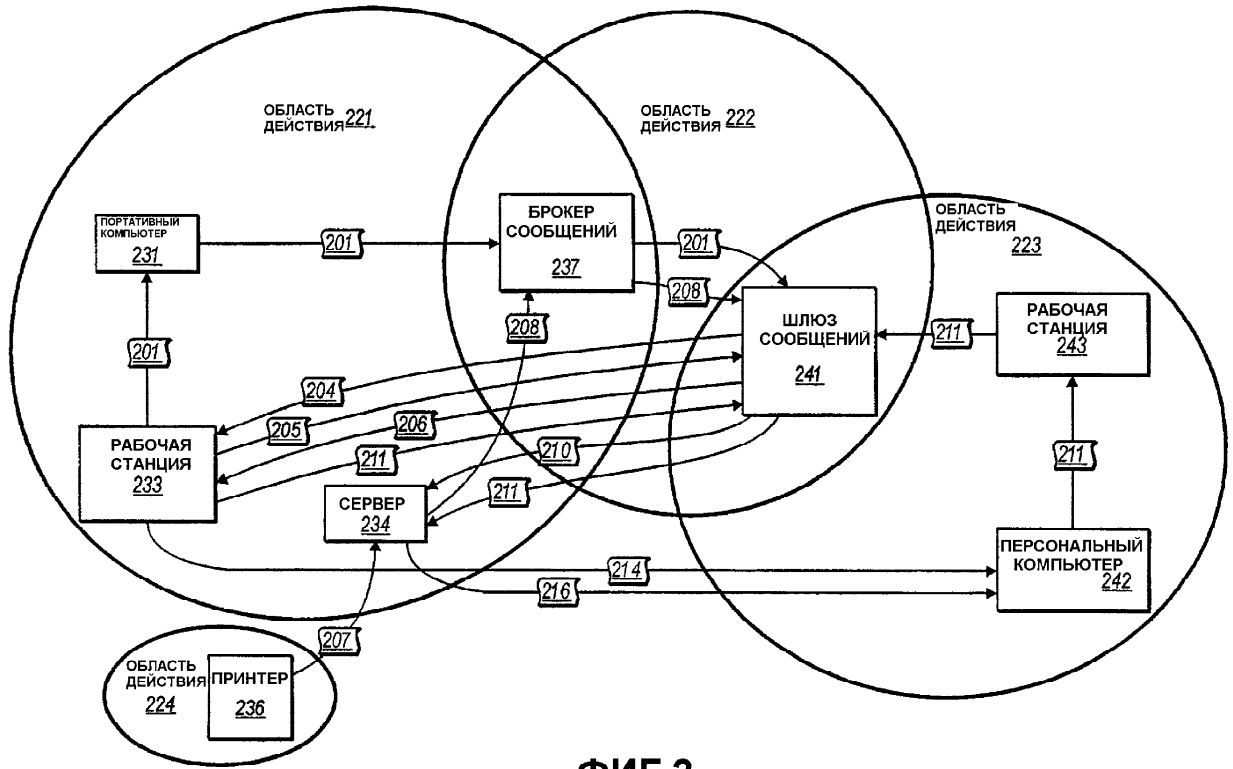 ОБЛАСТЬ
ДЕЙСТВИЯ 221
ОБЛАСТЬ
ДЕЙСТВИЯ 222
ОБЛАСТЬ
ДЕЙСТВИЯ
223
ПОРТАТИВНЫЙ
КОМПЬЮТЕР
231
201
БРОКЕР
СООБЩЕНИЙ
237
201
208
208
ШЛЮЗ
СООБЩЕНИЙ
241
211
РАБОЧАЯ
СТАНЦИЯ
243
201
204
205
206
211
210
211
211
РАБОЧАЯ
СТАНЦИЯ
233
СЕРВЕР
234
ПЕРСОНАЛЬНЫЙ
КОМПЬЮТЕР
242
214
216
207
ОБЛАСТЬ
ДЕЙСТВИЯ
224
ПРИНТЕР
236